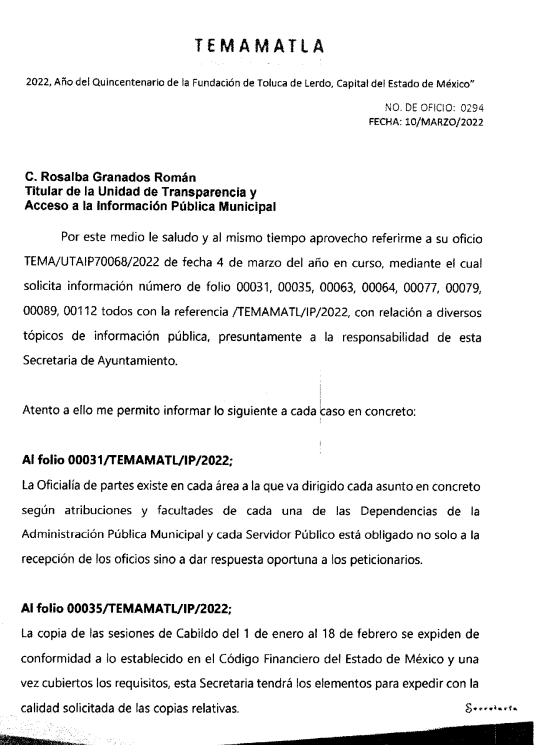 TEMAMATLA
2022, Año del Quincentenario de la Fundación de Toluca de Lerdo, Capital del Estado de México"
NO. DE OFICIO: 0294
FECHA: 10/MARZO/2022
C. Rosalba Granados Román
Titular de la Unidad de Transparencia y
Acceso a la Información Pública Municipal
Por este medio le saludo y al mismo tiempo aprovecho referirme a su oficio
TEMA/UTAIP70068/2022 de fecha 4 de marzo del año en curso, mediante el cual
solicita información número de folio 00031, 00035, 00063, 00064, 00077, 00079,
00089, 00112 todos con la referencia /TEMAMATL/IP/2022, con relación a diversos
tópicos de información pública, presuntamente a la responsabilidad de esta
Secretaria de Ayuntamiento.
Atento a ello me permito informar lo siguiente a cada caso en concreto:
Al folio 00031/TEMAMATL/IP/2022;
La Oficialía de partes existe en cada área a la que va dirigido cada asunto en concreto
según atribuciones y facultades de cada una de las Dependencias de la
Administración Pública Municipal y cada Servidor Público está obligado no solo a la
recepción de los oficios sino a dar respuesta oportuna a los peticionarios.
Al folio 00035/TEMAMATL/IP/2022;
La copia de las sesiones de Cabildo del 1 de enero al 18 de febrero se expiden de
conformidad a lo establecido en el Código Financiero del Estado de México y una
vez cubiertos los requisitos, esta Secretaria tendrá los elementos para expedir con la
calidad solicitada de las copias relativas.
Secretaría